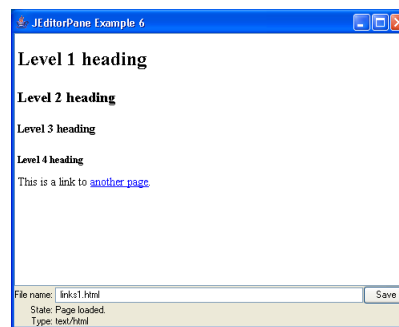 JEditorPane Example 6
Level 1 heading
Level 2 heading
Level 3 heading
Level 4 heading
This is a link to another page.
File name: links1.html Save
State: Page loaded.
Type: text/html